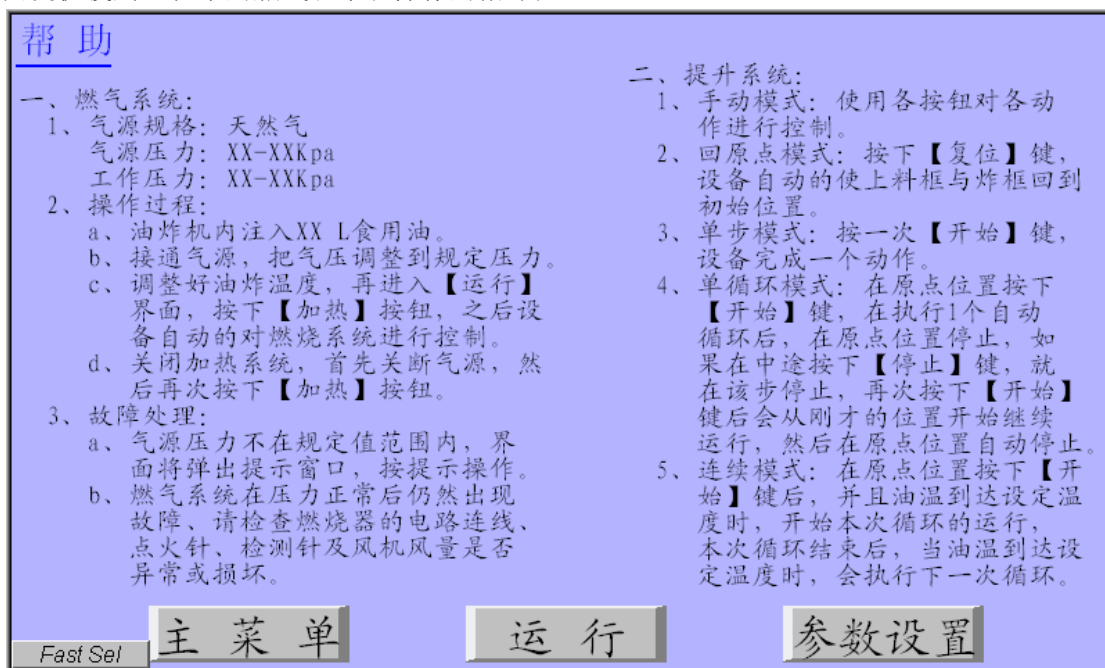 帮 助
一、燃气系统:
1、气源规格: 天然气
气源压力: XX-XXKpa
工作压力: XX-XXKpa
2、操作过程:
a、油炸机内注入XX L食用油。
b、接通气源, 把气压调整到规定压力。
c、调整好油炸温度, 再进入【运行】
界面, 按下【加热】按钮, 之后设
备自动的对燃烧系统进行控制。
d、关闭加热系统, 首先关断气源, 然
后再次按下【加热】按钮。
3、故障处理:
a、气源压力不在规定值范围内, 界
面将弹出提示窗口, 按提示操作。
b、燃气系统在压力正常后仍然出现
故障、请检查燃烧器的电路连线、
点火针、检测针及风机风量是否
异常或损坏。
二、提升系统:
1、手动模式: 使用各按钮对各动
作进行控制。
2、回原点模式: 按下【复位】键,
设备自动的使上料框与炸框回到
初始位置。
3、单步模式: 按一次【开始】键,
设备完成一个动作。
4、单循环模式: 在原点位置按下
【开始】键, 在执行1个自动
循环后, 在原点位置停止, 如
果在中途按下【停止】键, 就
在该步停止, 再次按下【开始】
键后会从刚才的位置开始继续
运行, 然后在原点位置自动停止。
5、连续模式: 在原点位置按下【开
始】键后, 并且油温到达设定温
度时, 开始本次循环的运行,
本次循环结束后, 当油温到达设
定温度时, 会执行下一次循环。
Fast Sel
主 菜 单
运 行
参数设置